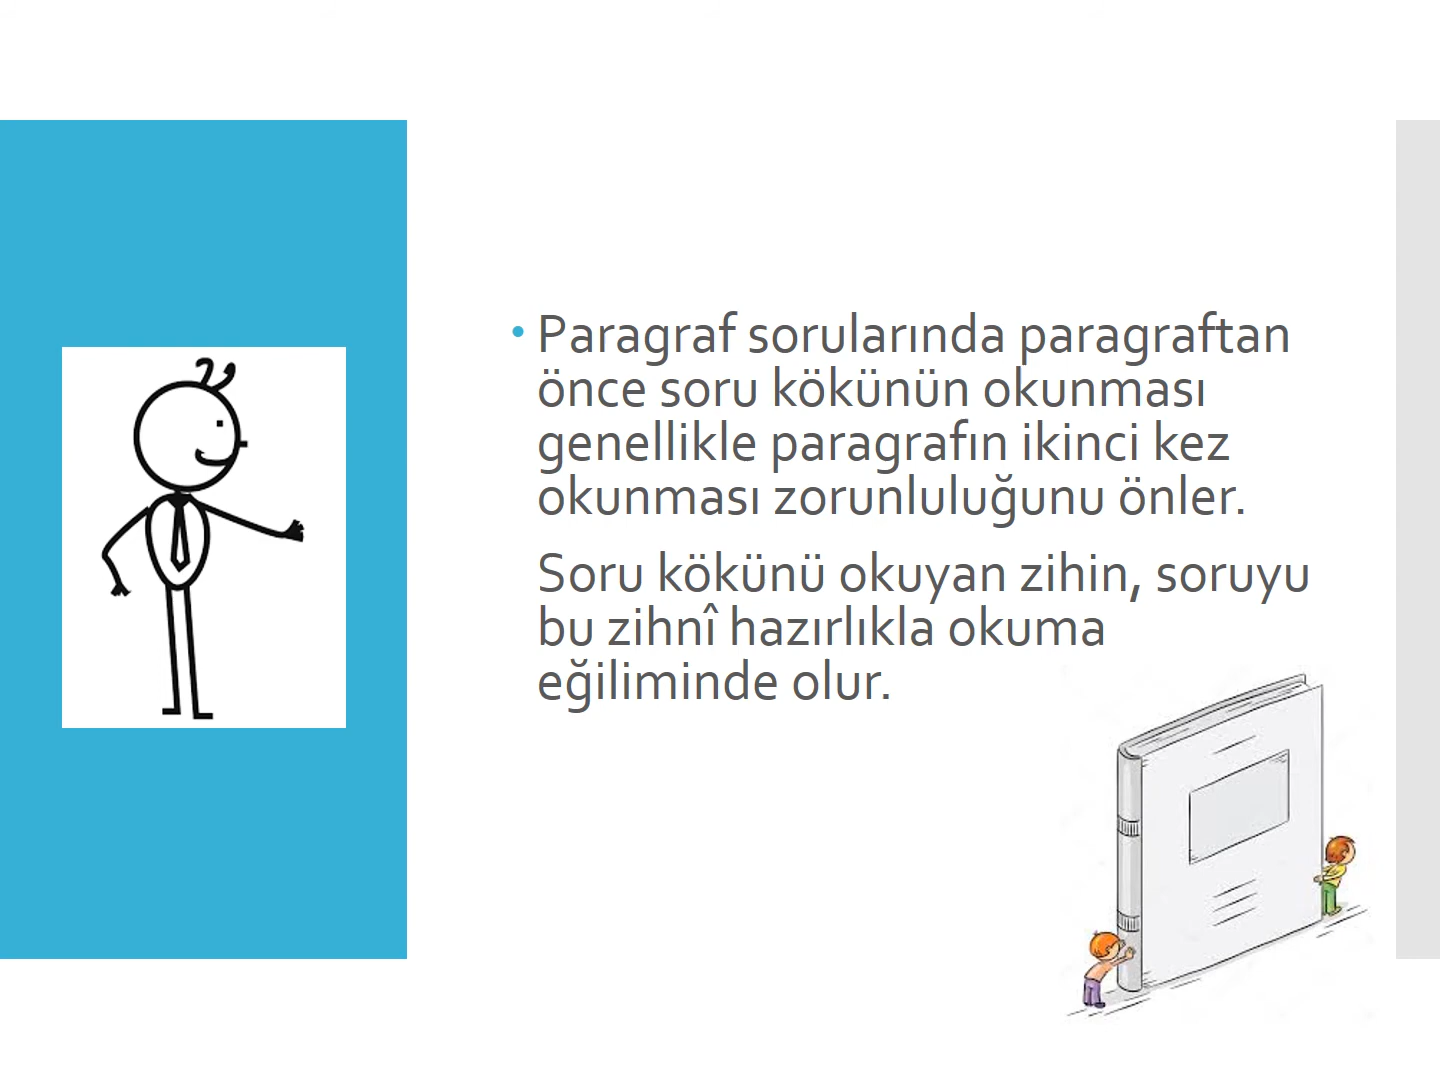 • Paragraf sorularında paragraftan
önce soru kökünün okunması
genellikle paragrafın ikinci kez
okunması zorunluluğunu önler.
Soru kökünü okuyan zihin, soruyu
bu zihnî hazırlıkla okuma
eğiliminde olur.